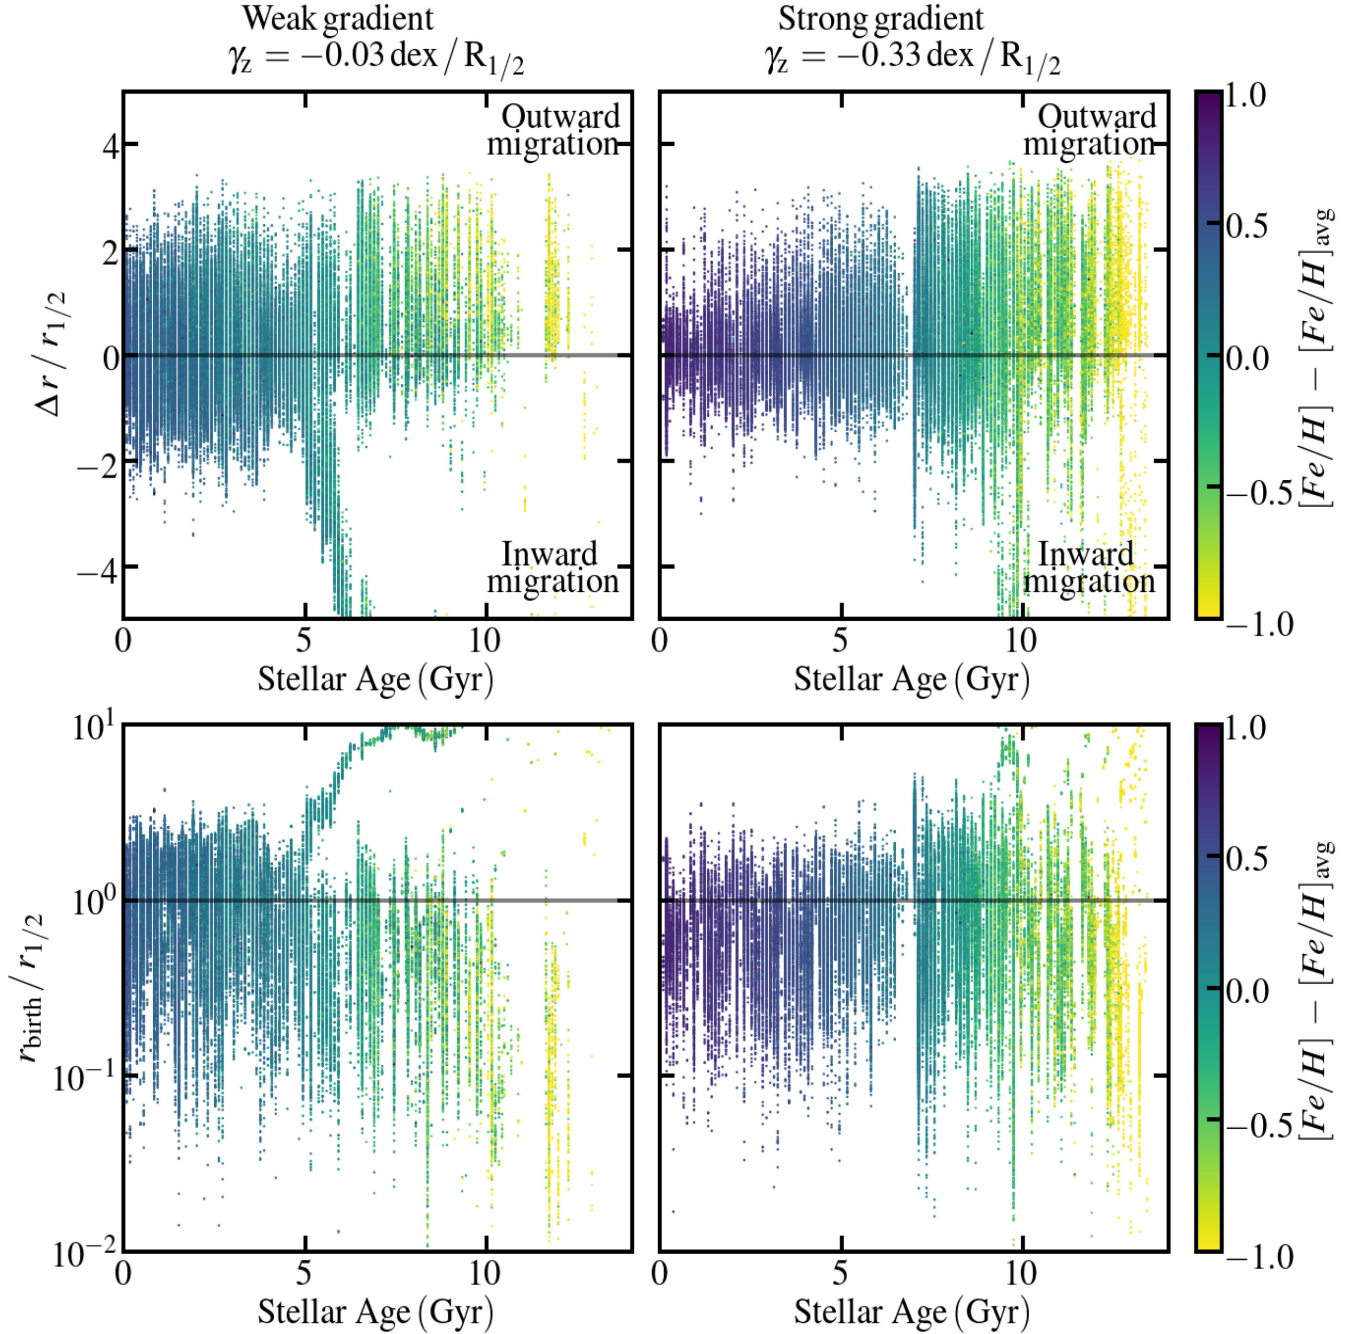 Weak gradient
γz = −0.03 dex / R1/2
Strong gradient
γz = −0.33 dex / R1/2
Outward
migration
Inward
migration
4
2
0
−2
−4
Δr / r1/2
0
5
10
Stellar Age (Gyr)
Outward
migration
Inward
migration
0
5
10
Stellar Age (Gyr)
1.0
0.5
0.0
−0.5
−1.0
[Fe/H] − [Fe/H]avg
10^1
10^0
10^−1
10^−2
rbirth / r1/2
0
5
10
Stellar Age (Gyr)
0
5
10
Stellar Age (Gyr)
1.0
0.5
0.0
−0.5
−1.0
[Fe/H] − [Fe/H]avg